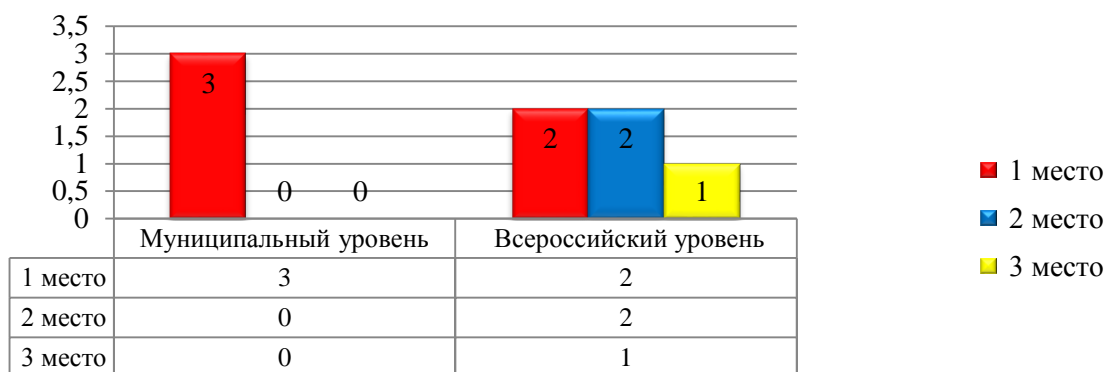 3,5
3
2,5
2
1,5
1
0,5
0
3
0
0
2
2
1
Муниципальный уровень Всероссийский уровень
1 место 3 2
2 место 0 2
3 место 0 1
1 место
2 место
3 место